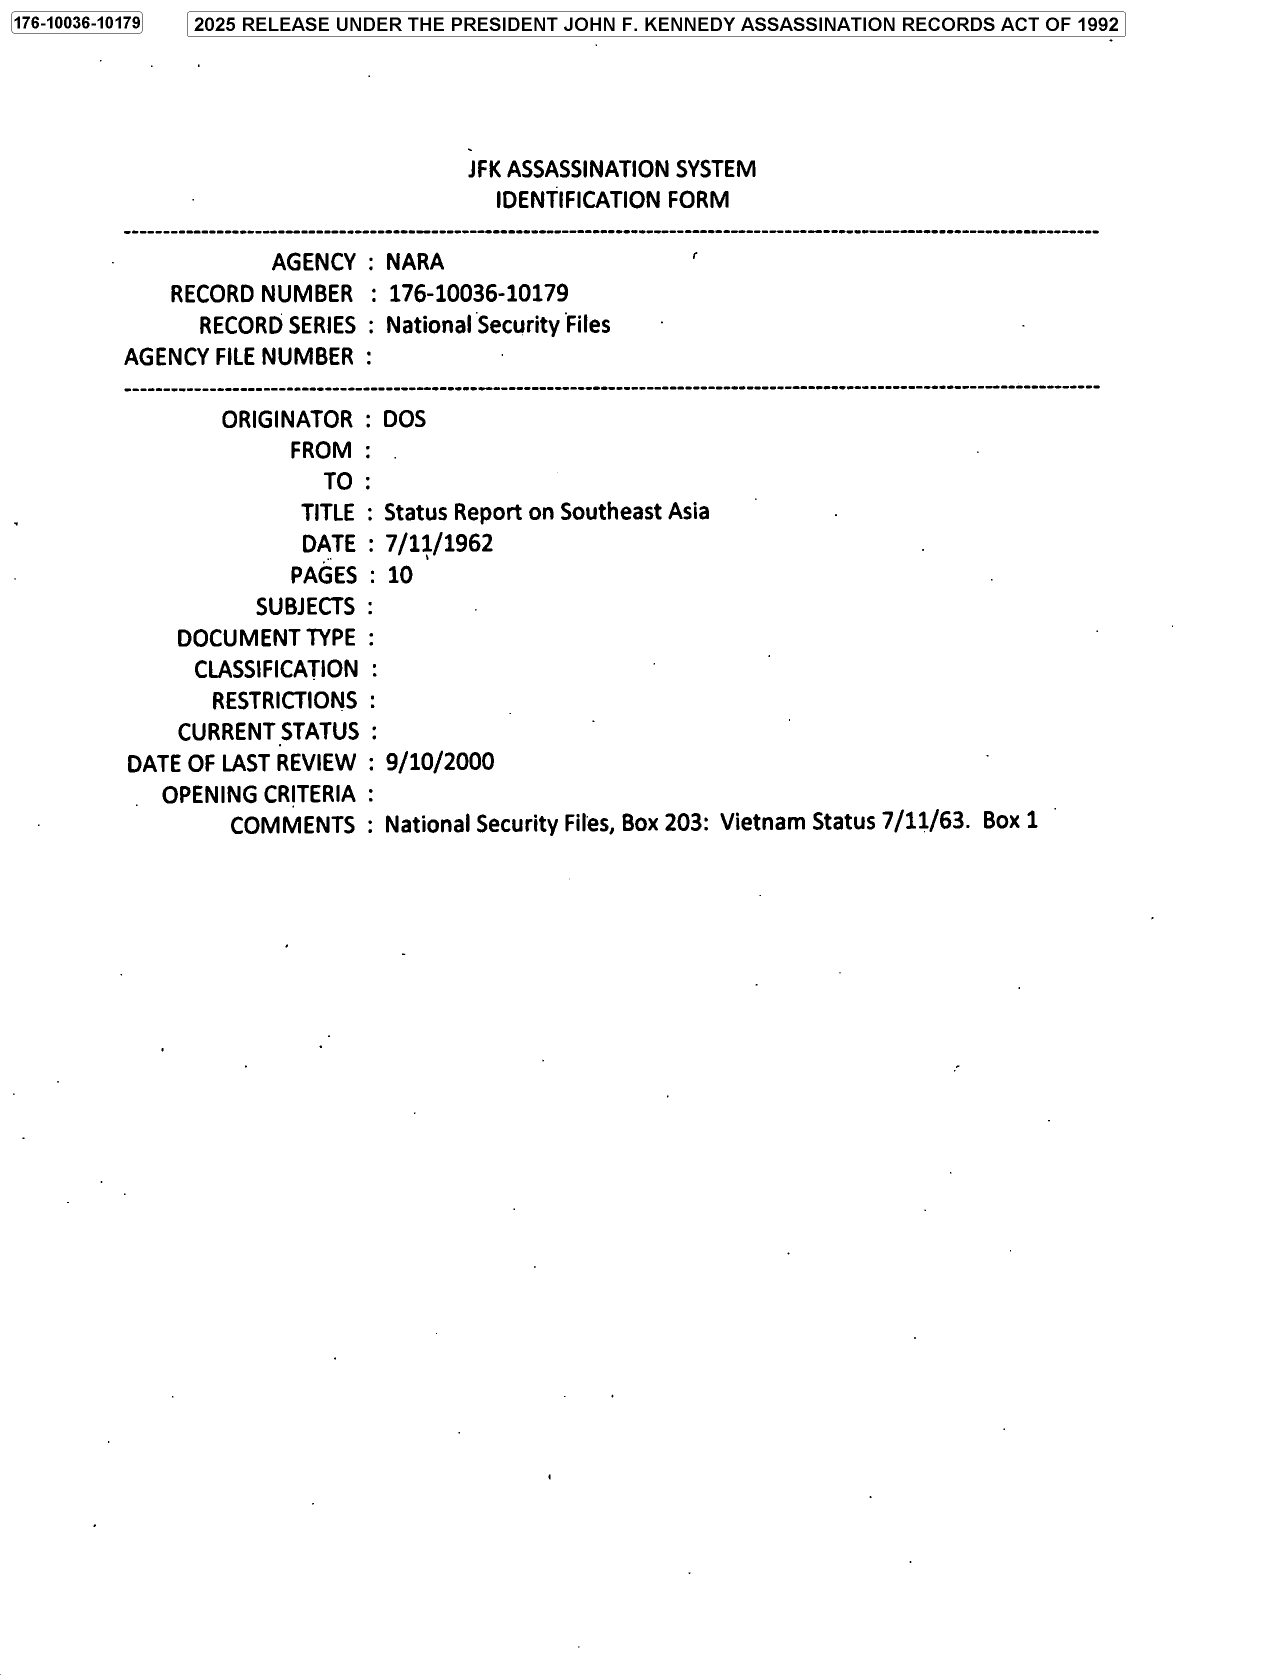 176-10036-10179
2025 RELEASE UNDER THE PRESIDENT JOHN F. KENNEDY ASSASSINATION RECORDS ACT OF 1992
JFK ASSASSINATION SYSTEM
IDENTIFICATION FORM
AGENCY : NARA
RECORD NUMBER : 176-10036-10179
RECORD SERIES : National Security Files
AGENCY FILE NUMBER :
ORIGINATOR : DOS
FROM :
TO :
TITLE : Status Report on Southeast Asia
DATE : 7/11/1962
PAGES : 10
SUBJECTS :
DOCUMENT TYPE :
CLASSIFICATION :
RESTRICTIONS :
CURRENT STATUS :
DATE OF LAST REVIEW : 9/10/2000
OPENING CRITERIA :
COMMENTS : National Security Files, Box 203: Vietnam Status 7/11/63. Box 1